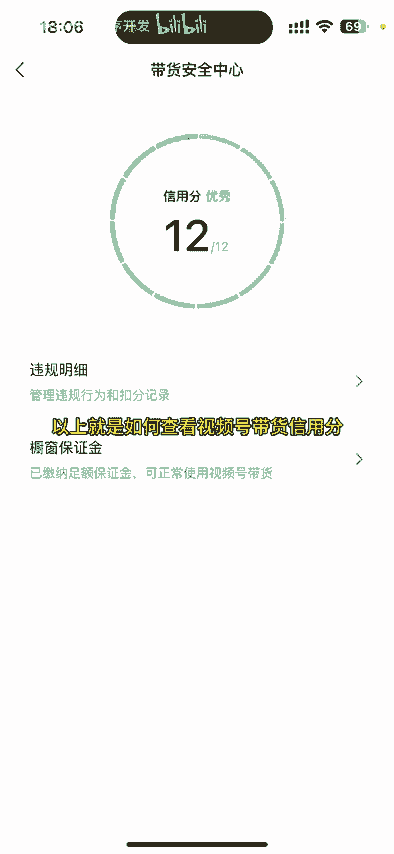 18:06
序开发 bilibili
69
带货安全中心
信用分 优秀
12/12
违规明细
管理违规行为和扣分记录
以上就是如何查看视频号带货信用分
橱窗保证金
已缴纳足额保证金，可正常使用视频号带货